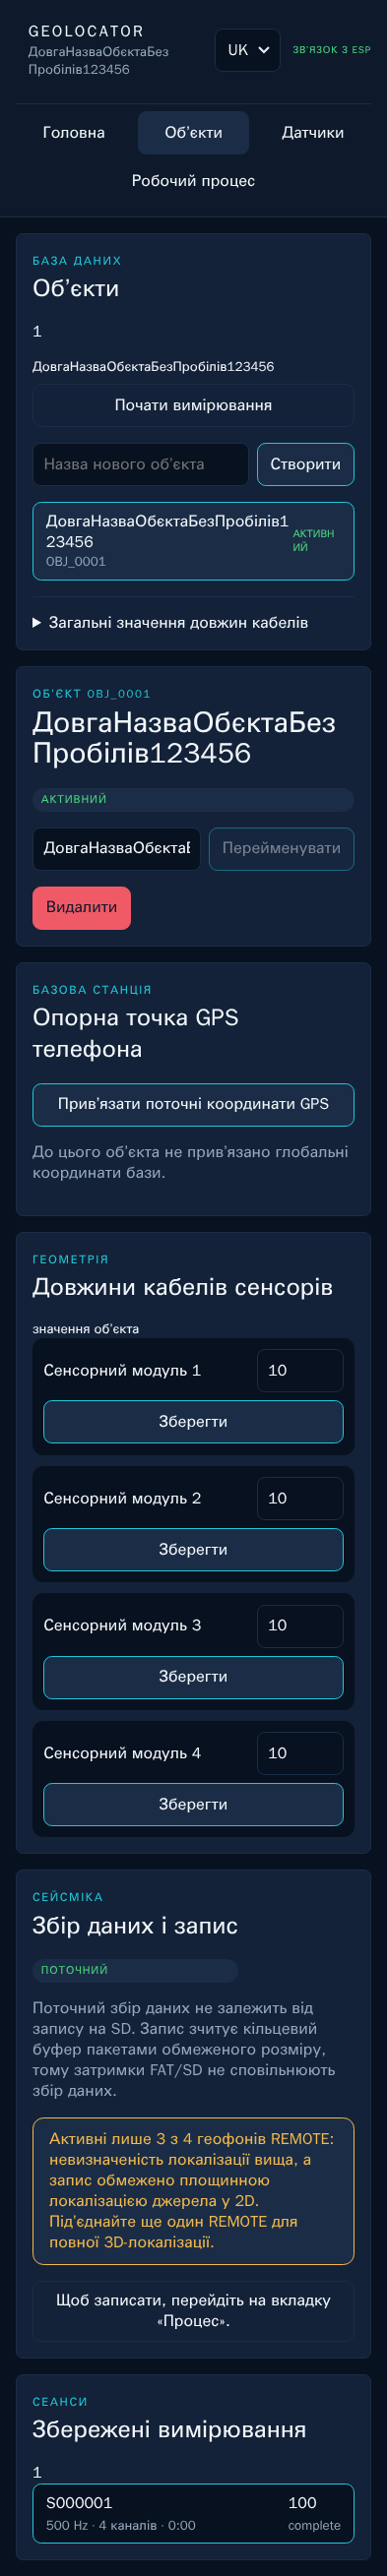 GEOLOCATOR
ДовгаНазваОбєктаБез
Пробілів123456
UK
ЗВ'ЯЗОК З ESP
Головна
Об'єкти
Датчики
Робочий процес
БАЗА ДАНИХ
Об'єкти
1
ДовгаНазваОбєктаБезПробілів123456
Почати вимірювання
Назва нового об'єкта
Створити
ДовгаНазваОбєктаБезПробілів1
23456
OBJ_0001
АКТИВН
ИЙ
Загальні значення довжин кабелів
ОБ'ЄКТ OBJ_0001
ДовгаНазваОбєктаБез
Пробілів123456
АКТИВНИЙ
ДовгаНазваОбєктаБ
Перейменувати
Видалити
БАЗОВА СТАНЦІЯ
Опорна точка GPS
телефона
Прив'язати поточні координати GPS
До цього об'єкта не прив'язано глобальні
координати бази.
ГЕОМЕТРІЯ
Довжини кабелів сенсорів
значення об'єкта
Сенсорний модуль 1
10
Зберегти
Сенсорний модуль 2
10
Зберегти
Сенсорний модуль 3
10
Зберегти
Сенсорний модуль 4
10
Зберегти
СЕЙСМІКА
Збір даних і запис
ПОТОЧНИЙ
Поточний збір даних не залежить від
запису на SD. Запис зчитує кільцевий
буфер пакетами обмеженого розміру,
тому затримки FAT/SD не сповільнюють
збір даних.
Активні лише 3 з 4 геофонів REMOTE:
невизначеність локалізації вища, а
запис обмежено площинною
локалізацією джерела у 2D.
Під'єднайте ще один REMOTE для
повної 3D-локалізації.
Щоб записати, перейдіть на вкладку
«Процес».
СЕАНСИ
Збережені вимірювання
1
S000001
100
500 Hz · 4 каналів · 0:00
complete